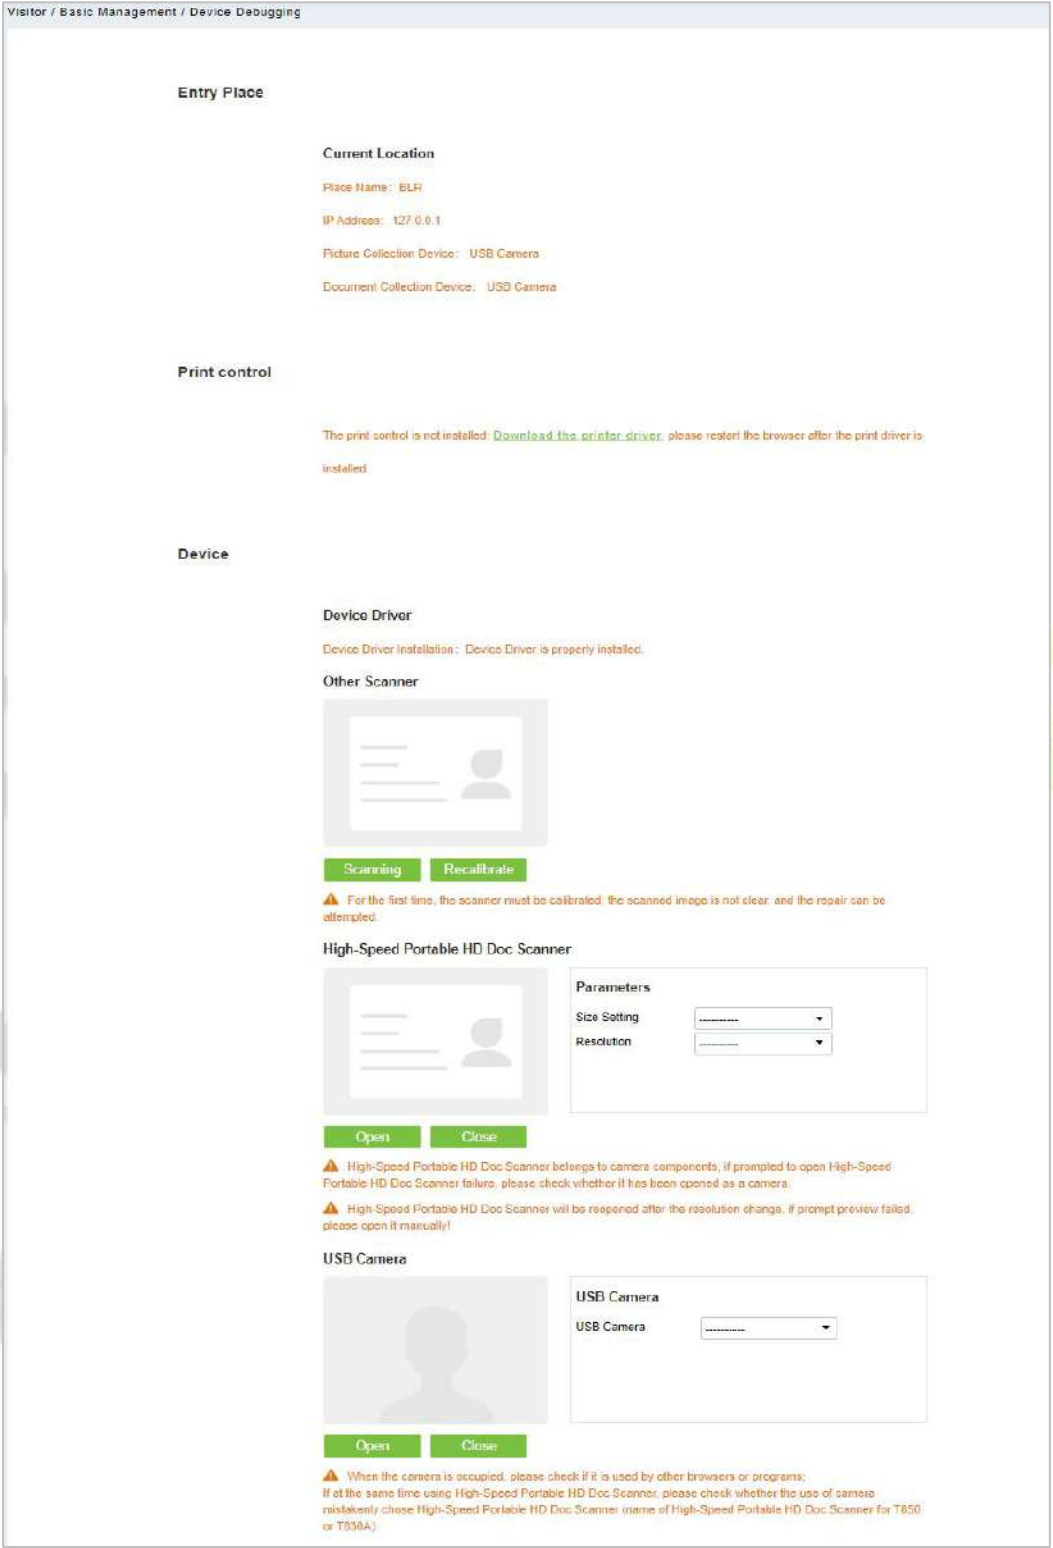 Visitor / Basic Management / Device Debugging
Entry Place
Current Location
Place Name: BLR
IP Address: 127.0.0.1
Picture Collection Device: USB Camera
Document Collection Device: USB Camera
Print control
The print control is not installed. Download the printer driver, please restart the browser after the print driver is
installed
Device
Device Driver
Device Driver Installation: Device Driver is properly installed.
Other Scanner
Scanning Recalibrate
For the first time, the scanner must be calibrated; the scanned image is not clear, and the repair can be
attempted.
High-Speed Portable HD Doc Scanner
Parameters
Size Setting ----------
Resolution ----------
Open Close
High-Speed Portable HD Doc Scanner belongs to camera components, if prompted to open High-Speed
Portable HD Doc Scanner failure, please check whether it has been opened as a camera.
High-Speed Portable HD Doc Scanner will be reopened after the resolution change, if prompt preview failed,
please open it manually!
USB Camera
USB Camera
USB Camera ----------
Open Close
When the camera is occupied, please check if it is used by other browsers or programs;
If at the same time using High-Speed Portable HD Doc Scanner, please check whether the use of camera
mistakenly chose High-Speed Portable HD Doc Scanner (name of High-Speed Portable HD Doc Scanner for T650
or T630A)